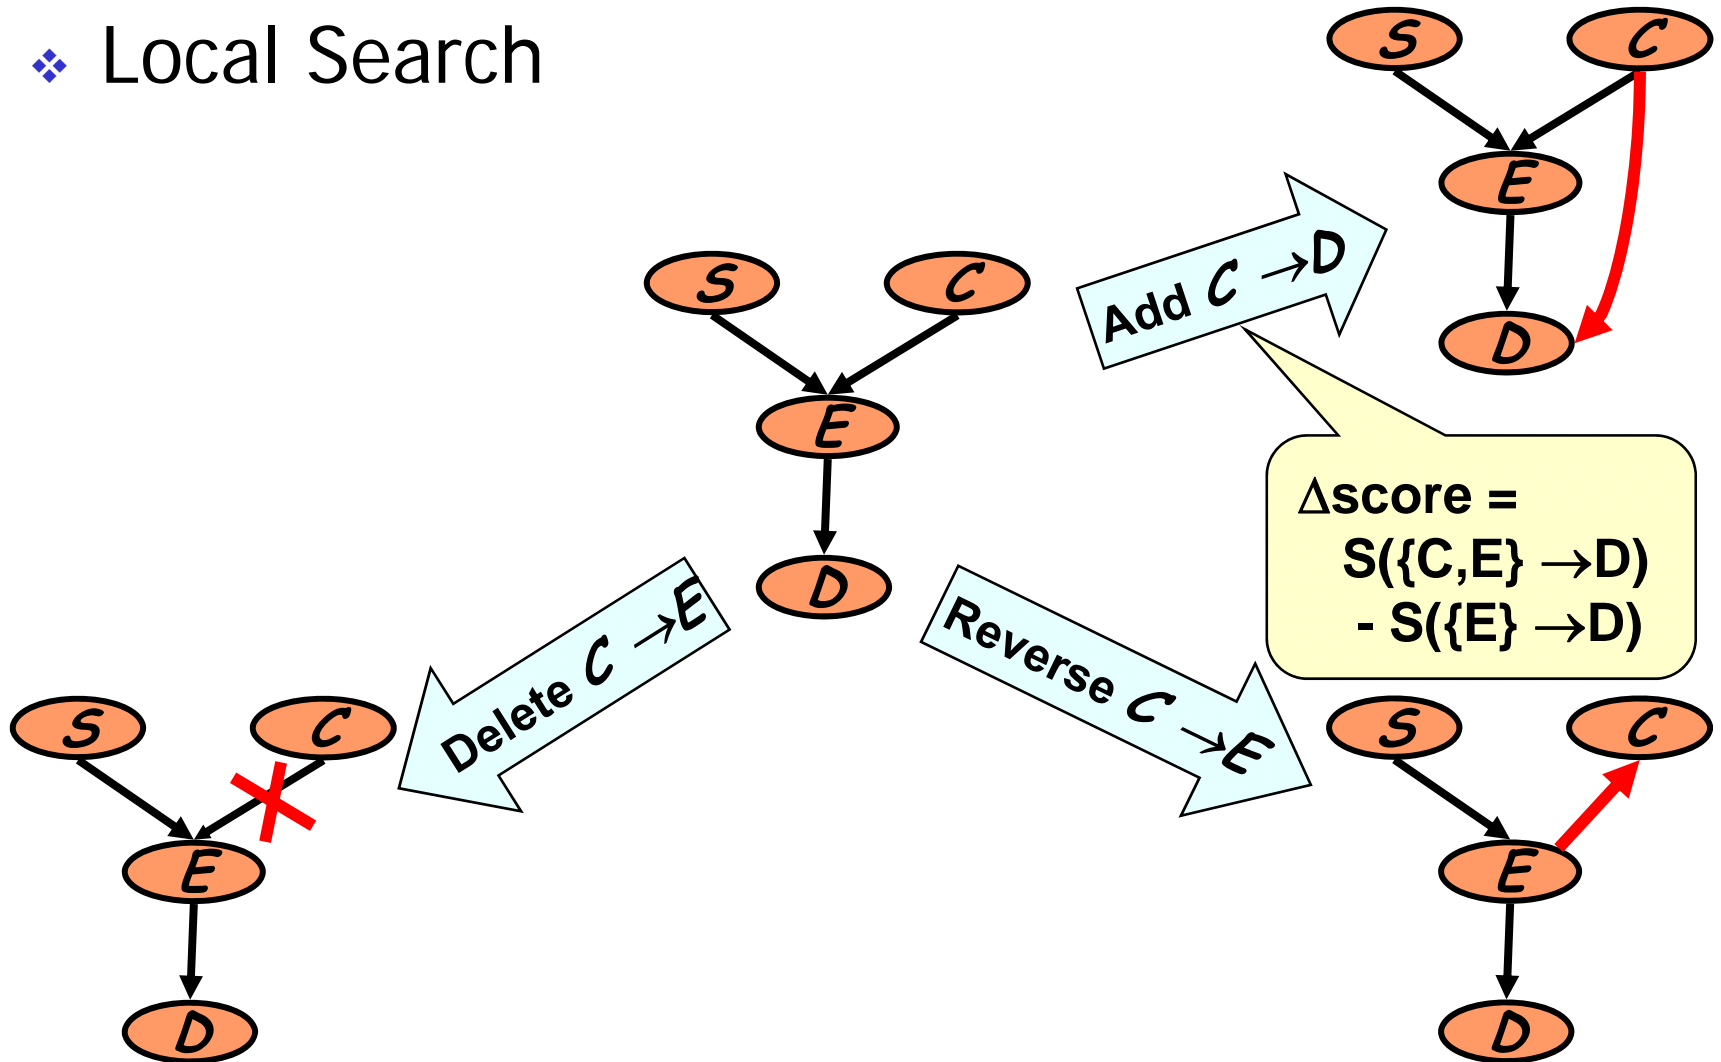 ❖ Local Search
S C
E
D
S C
E
D
Add C →D
Δscore =
S({C,E} →D)
- S({E} →D)
Delete C →E
Reverse C →E
S C
E
D
S C
E
D